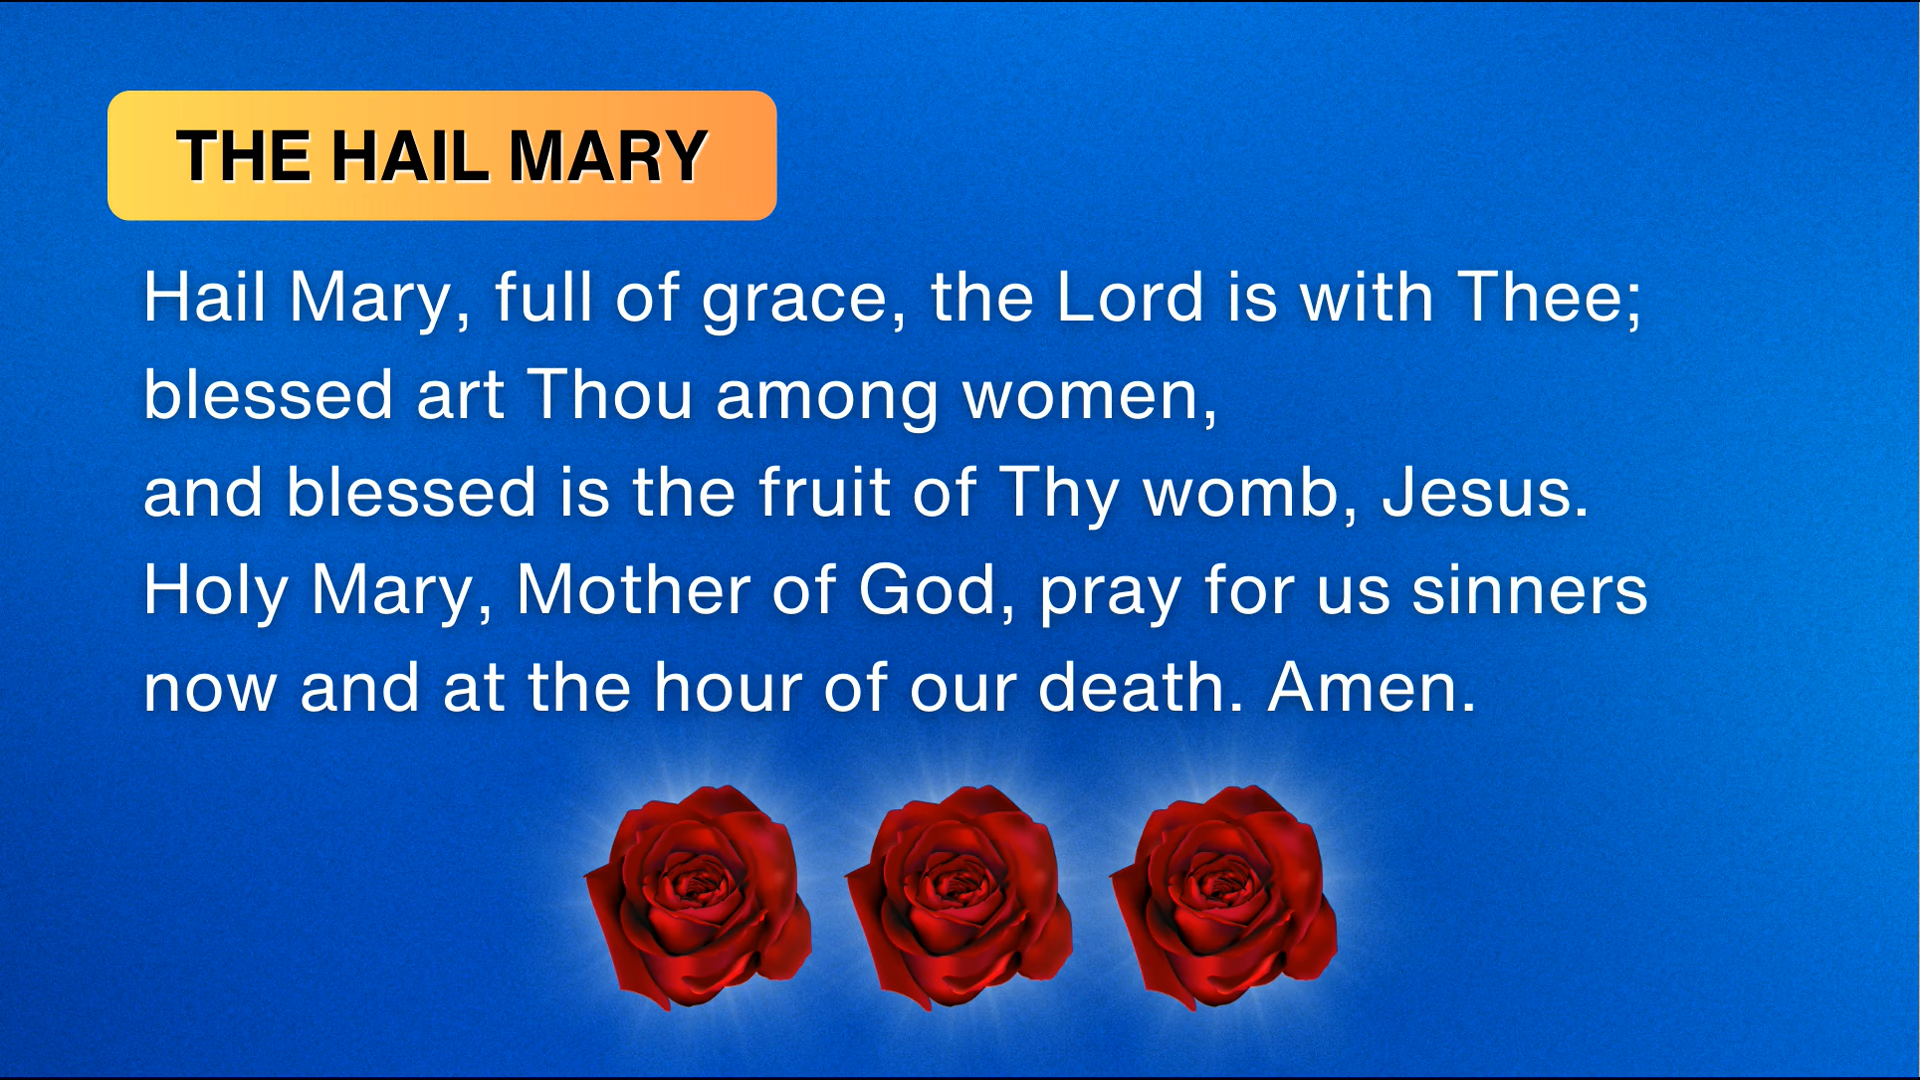 THE HAIL MARY
Hail Mary, full of grace, the Lord is with Thee;
blessed art Thou among women,
and blessed is the fruit of Thy womb, Jesus.
Holy Mary, Mother of God, pray for us sinners
now and at the hour of our death. Amen.